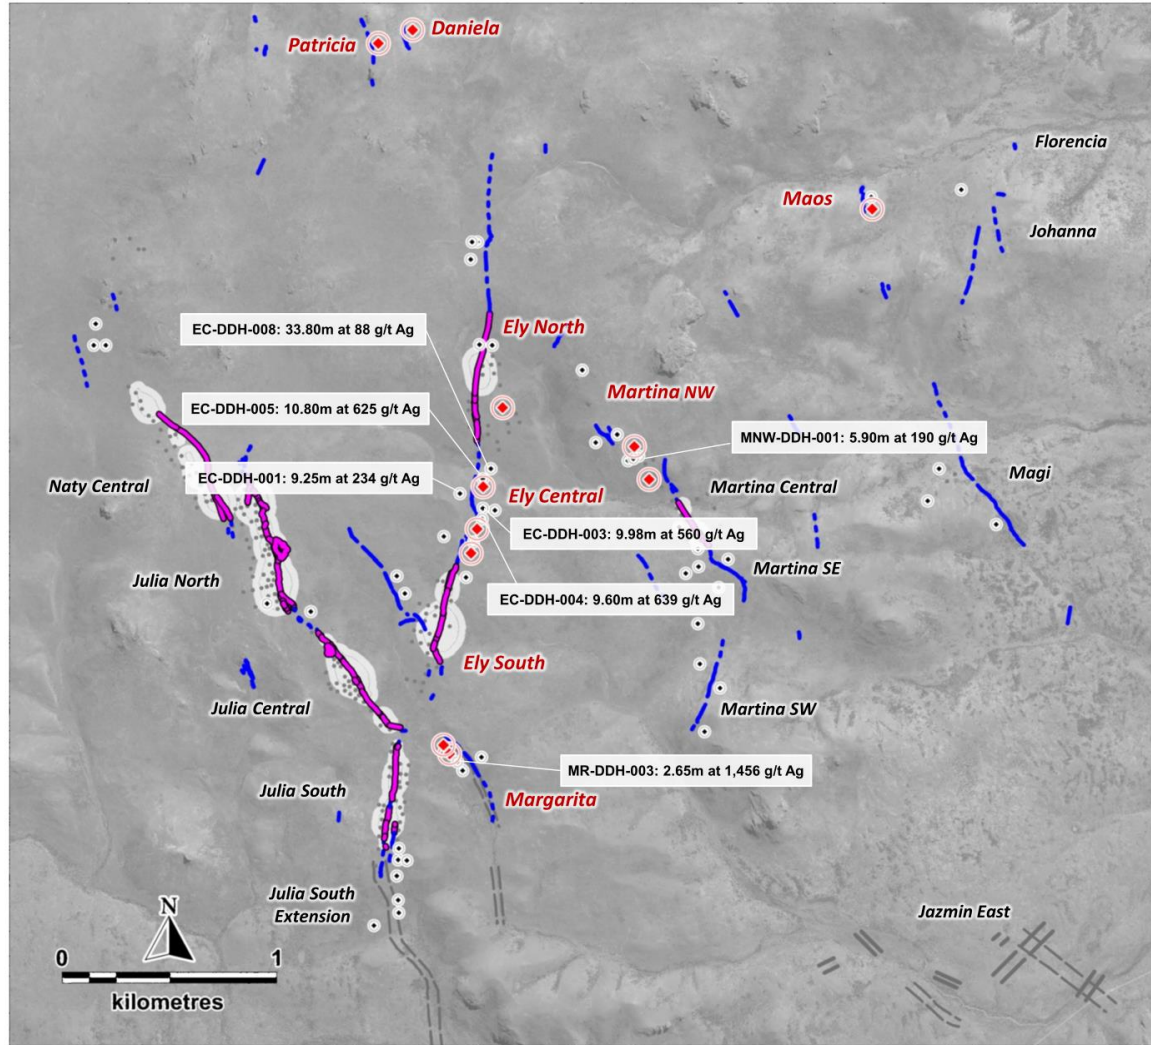 Daniela
Patricia
Florencia
Maos
Johanna
EC-DDH-008: 33.80m at 88 g/t Ag
Ely North
Martina NW
EC-DDH-005: 10.80m at 625 g/t Ag
MNW-DDH-001: 5.90m at 190 g/t Ag
EC-DDH-001: 9.25m at 234 g/t Ag
Naty Central
Ely Central
Martina Central
Magi
EC-DDH-003: 9.98m at 560 g/t Ag
Julia North
Martina SE
EC-DDH-004: 9.60m at 639 g/t Ag
Ely South
Julia Central
Martina SW
MR-DDH-003: 2.65m at 1,456 g/t Ag
Julia South
Margarita
Julia South
Extension
Jazmin East
N
0 1
kilometres